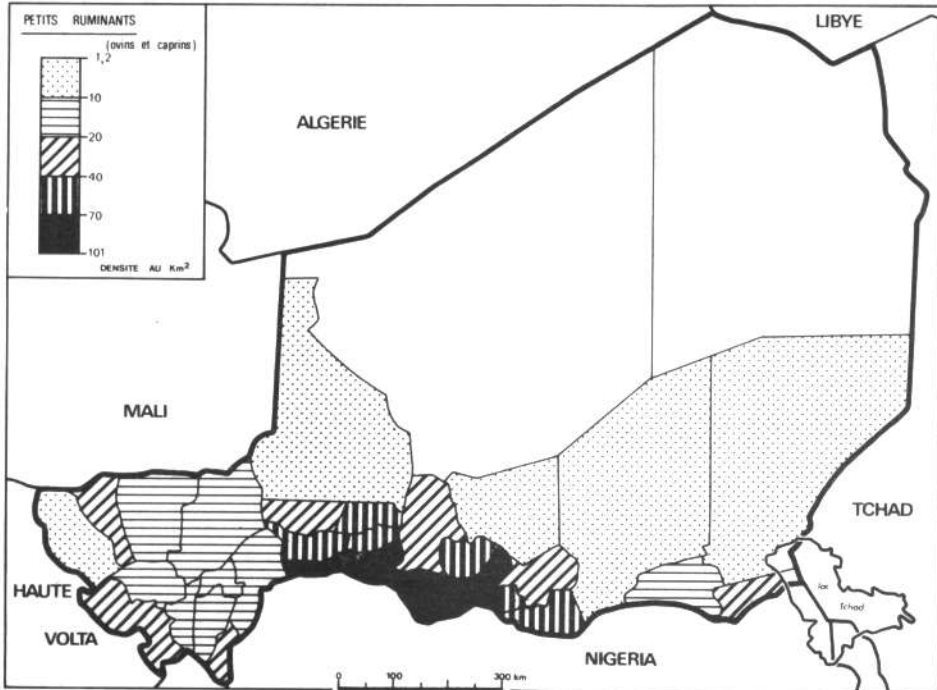 PETITS RUMINANTS
(ovins et caprins)
1,2
10
20
40
70
101
DENSITE AU Km²
LIBYE
ALGERIE
MALI
TCHAD
HAUTE
VOLTA
NIGERIA
lac
Tchad
0 100 300 km